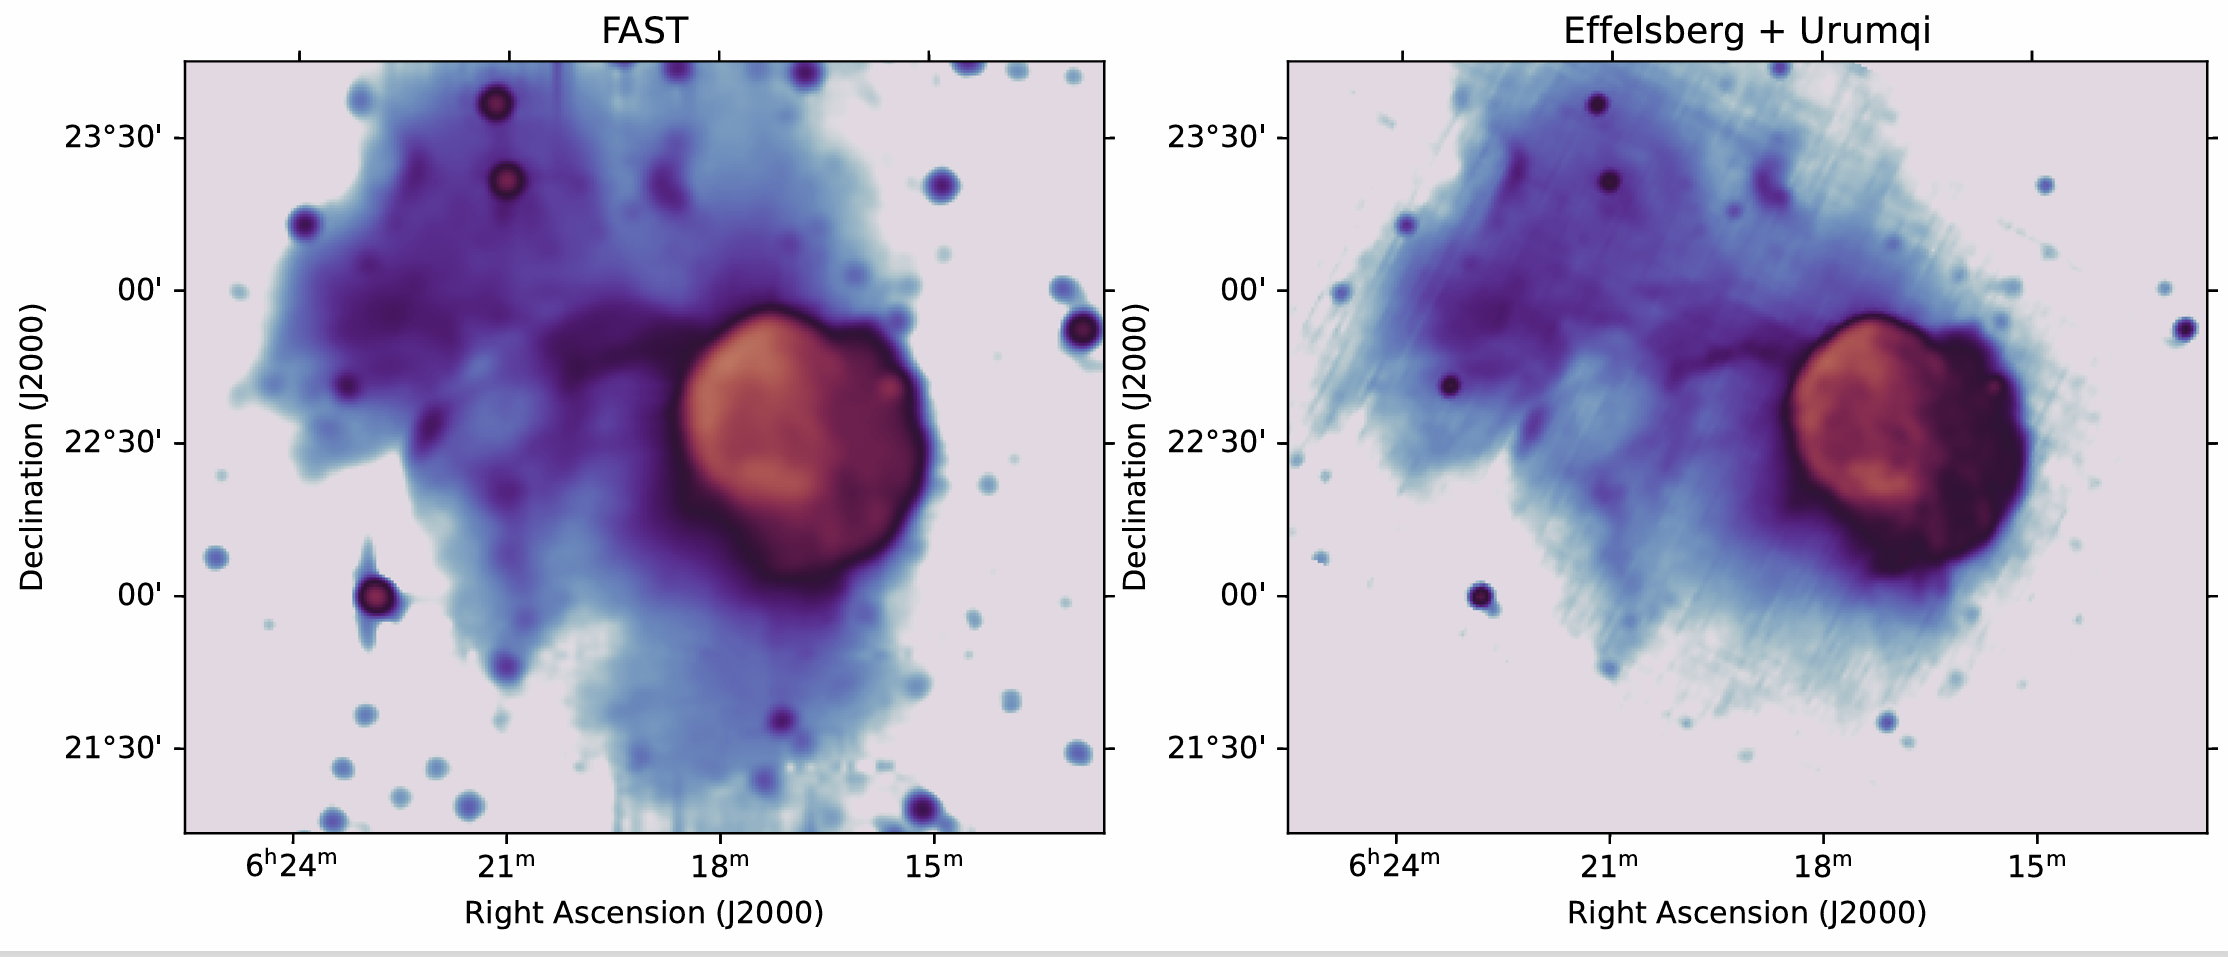 FAST
Effelsberg + Urumqi
23°30'
00'
22°30'
00'
21°30'
Declination (J2000)
6ʰ24ᵐ
21ᵐ
18ᵐ
15ᵐ
Right Ascension (J2000)
23°30'
00'
22°30'
00'
21°30'
Declination (J2000)
6ʰ24ᵐ
21ᵐ
18ᵐ
15ᵐ
Right Ascension (J2000)